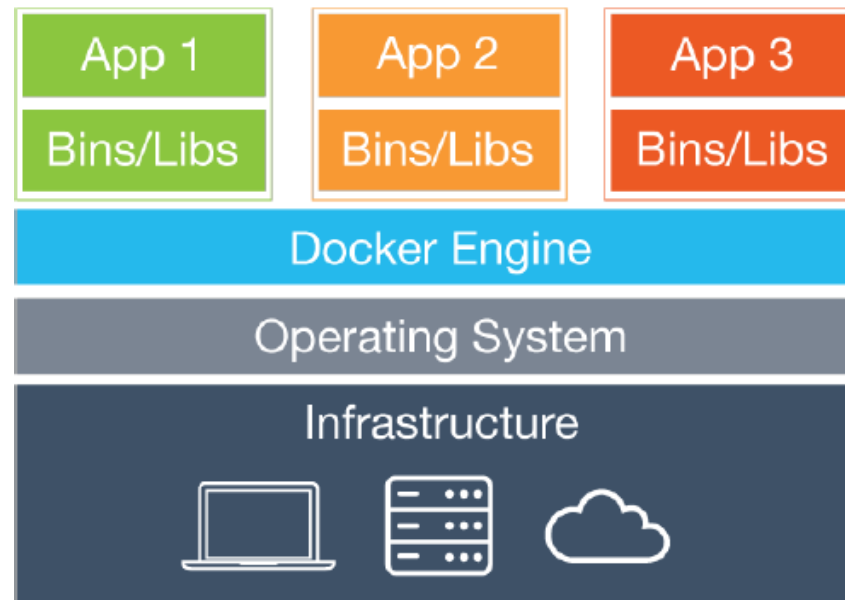 App 1
App 2
App 3
Bins/Libs
Bins/Libs
Bins/Libs
Docker Engine
Operating System
Infrastructure